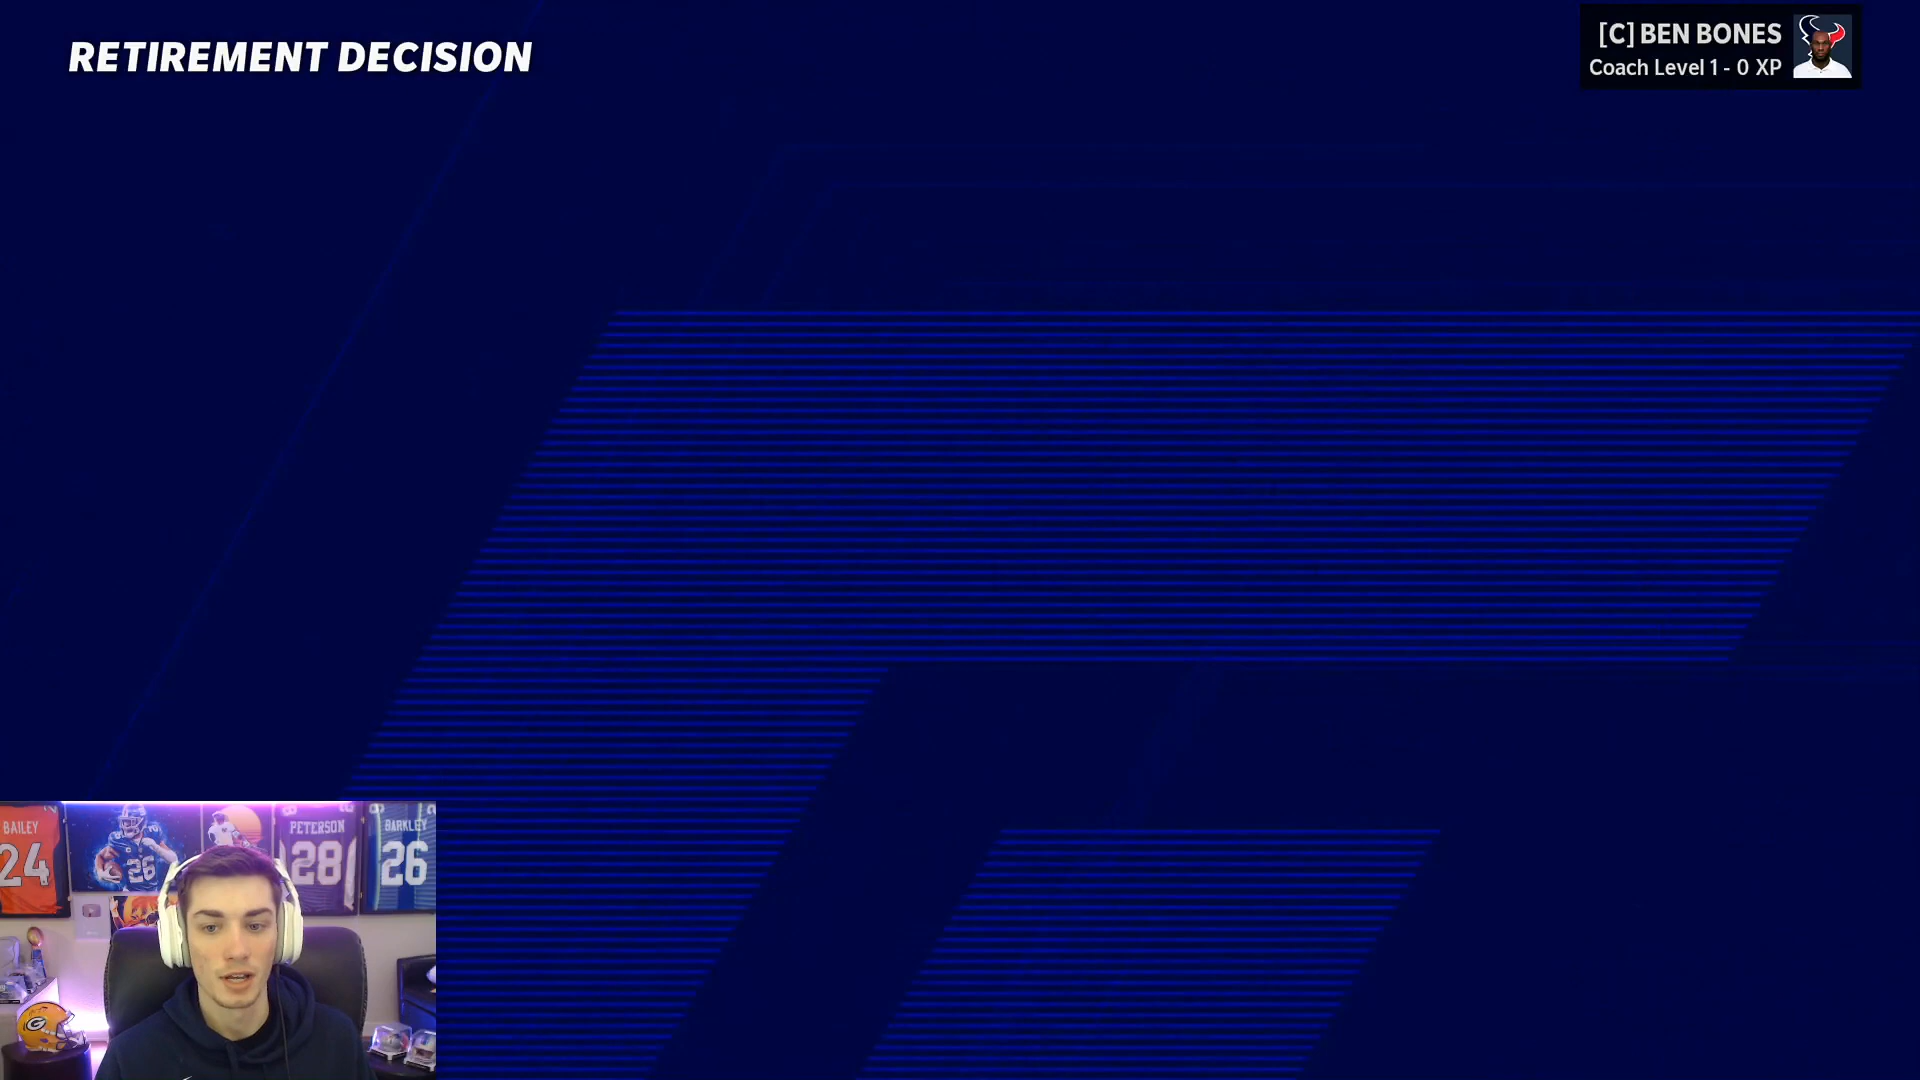 RETIREMENT DECISION
[C] BEN BONES
Coach Level 1 - 0 XP
BAILEY
24
26
PETERSON
28
BARKLEY
26
G